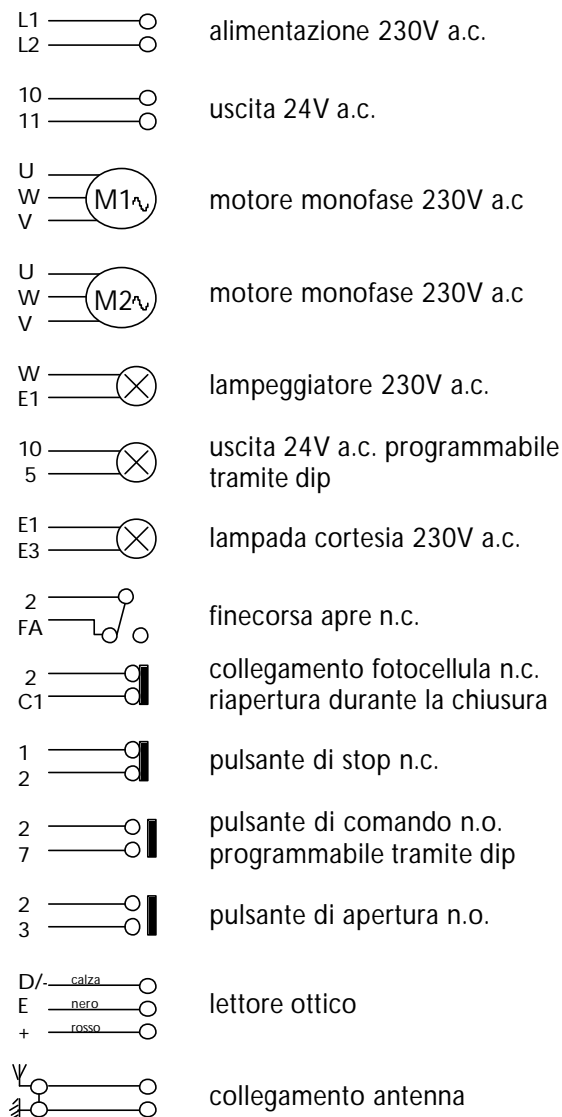 L1
L2
alimentazione 230V a.c.
10
11
uscita 24V a.c.
U
W
V
M1
motore monofase 230V a.c
U
W
V
M2
motore monofase 230V a.c
W
E1
lampeggiatore 230V a.c.
10
5
uscita 24V a.c. programmabile
tramite dip
E1
E3
lampada cortesia 230V a.c.
2
FA
finecorsa apre n.c.
2
C1
collegamento fotocellula n.c.
riapertura durante la chiusura
1
2
pulsante di stop n.c.
2
7
pulsante di comando n.o.
programmabile tramite dip
2
3
pulsante di apertura n.o.
D/- calza
E nero
+ rosso
lettore ottico
collegamento antenna